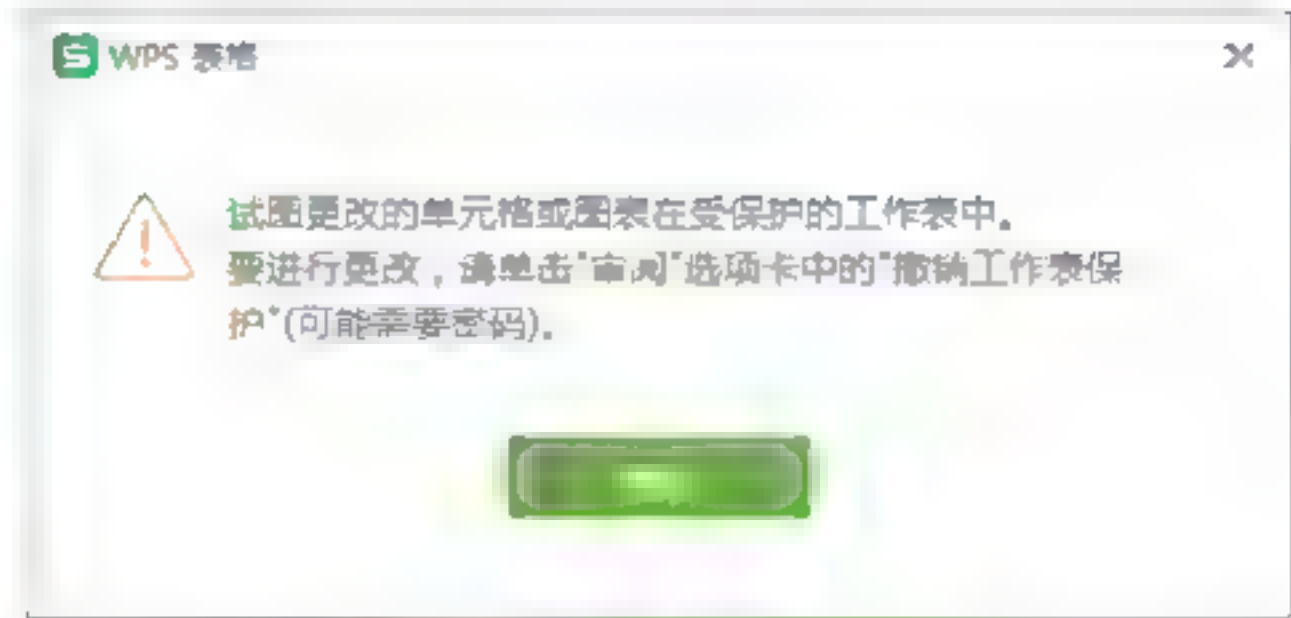 WPS 表格
试图更改的单元格或图表在受保护的工作表中。
要进行更改，请单击"审阅"选项卡中的"撤销工作表保
护"(可能需要密码)。